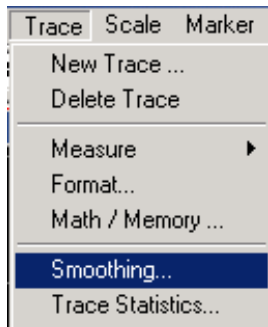 Trace Scale Marker
New Trace ...
Delete Trace
Measure
Format...
Math / Memory ...
Smoothing...
Trace Statistics...